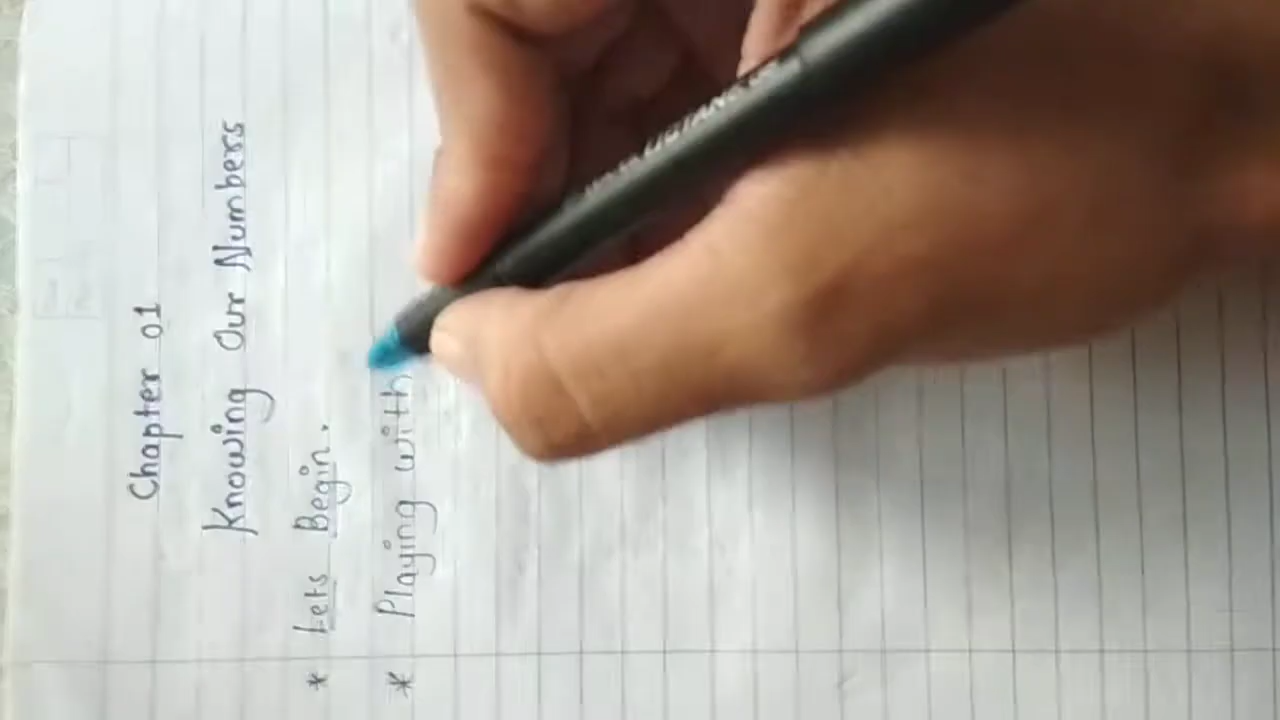 Chapter 01
Knowing Our Numbers
* Lets Begin.
* Playing with